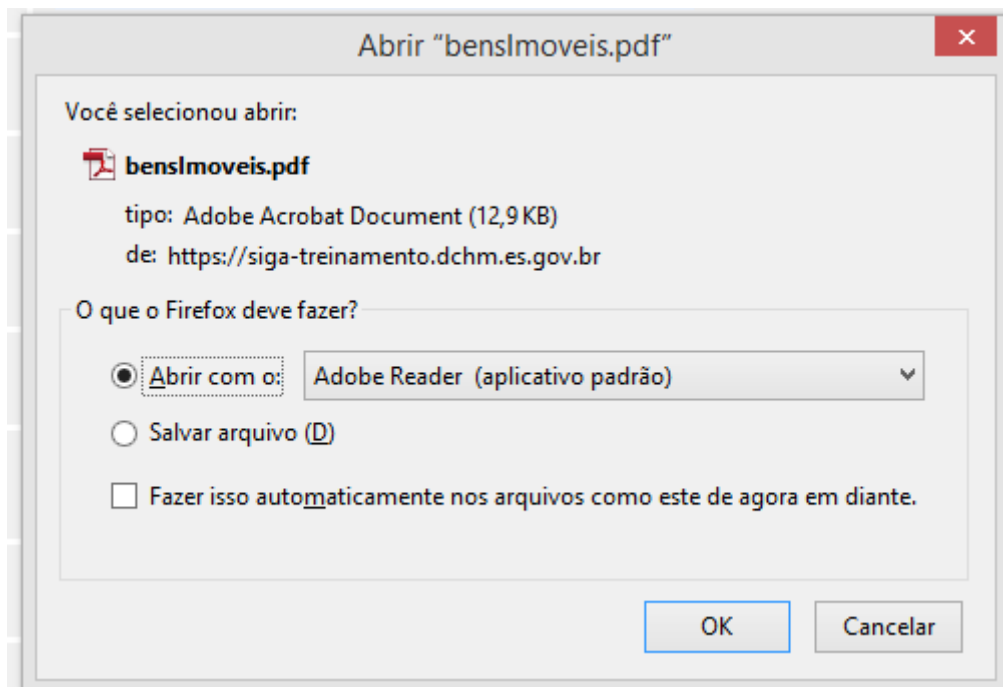 Abrir “bensImoveis.pdf”
Você selecionou abrir:
bensImoveis.pdf
tipo: Adobe Acrobat Document (12,9 KB)
de: https://siga-treinamento.dchm.es.gov.br
O que o Firefox deve fazer?
Abrir com o: Adobe Reader (aplicativo padrão)
Salvar arquivo (D)
Fazer isso automaticamente nos arquivos como este de agora em diante.
OK Cancelar